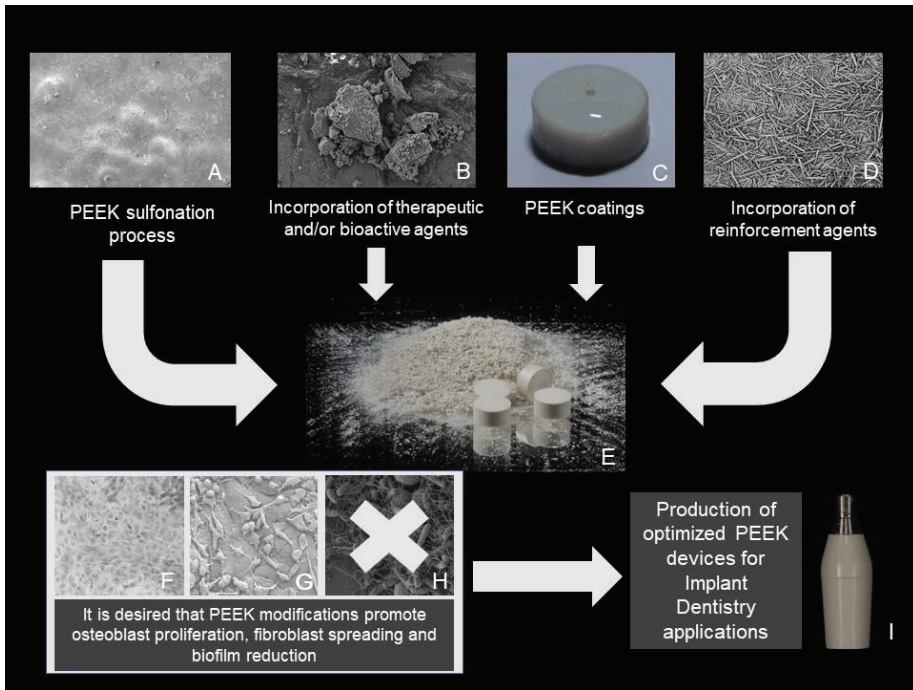 A
B
C
D
PEEK sulfonation
process
Incorporation of therapeutic
and/or bioactive agents
PEEK coatings
Incorporation of
reinforcement agents
E
F
G
H
It is desired that PEEK modifications promote
osteoblast proliferation, fibroblast spreading and
biofilm reduction
Production of
optimized PEEK
devices for
Implant
Dentistry
applications
I